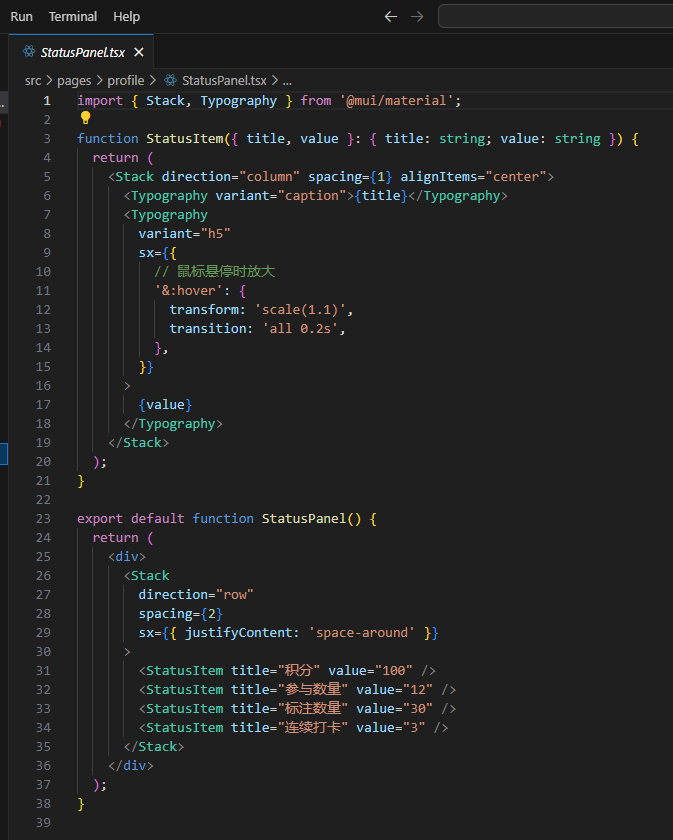 Run Terminal Help
StatusPanel.tsx
src > pages > profile > StatusPanel.tsx > ...
1 import { Stack, Typography } from '@mui/material';
2
3 function StatusItem({ title, value }: { title: string; value: string }) {
4   return (
5     <Stack direction="column" spacing={1} alignItems="center">
6       <Typography variant="caption">{title}</Typography>
7       <Typography
8         variant="h5"
9         sx={{
10           // 鼠标悬停时放大
11           '&:hover': {
12             transform: 'scale(1.1)',
13             transition: 'all 0.2s',
14           },
15         }}
16       >
17         {value}
18       </Typography>
19     </Stack>
20   );
21 }
22
23 export default function StatusPanel() {
24   return (
25     <div>
26       <Stack
27         direction="row"
28         spacing={2}
29         sx={{ justifyContent: 'space-around' }}
30       >
31         <StatusItem title="积分" value="100" />
32         <StatusItem title="参与数量" value="12" />
33         <StatusItem title="标注数量" value="30" />
34         <StatusItem title="连续打卡" value="3" />
35       </Stack>
36     </div>
37   );
38 }
39